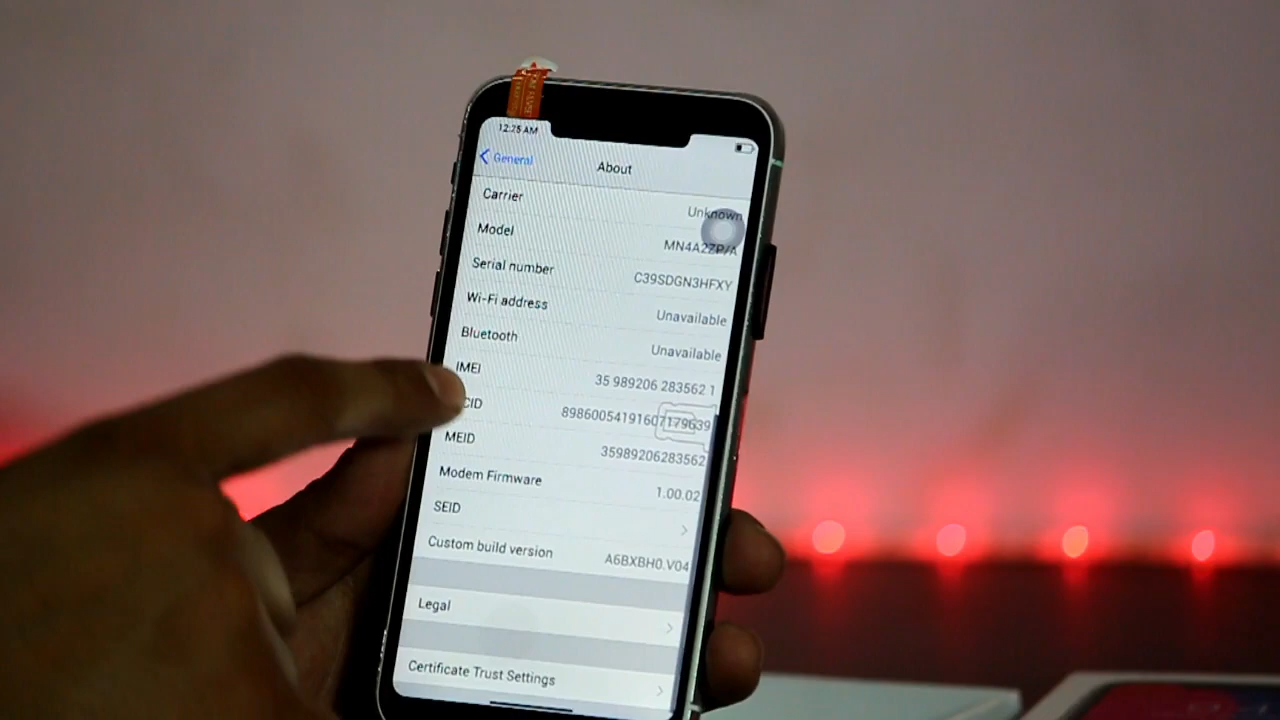 12:25 AM
General
About
Carrier
Unknown
Model
MN4A2ZP/A
Serial number
C39SDGN3HFXY
Wi-Fi address
Unavailable
Bluetooth
Unavailable
IMEI
35 989206 283562 1
CID
89860054191607179639
MEID
35989206283562
Modem Firmware
1.00.02
SEID
Custom build version
A6BXBH0.V04
Legal
Certificate Trust Settings